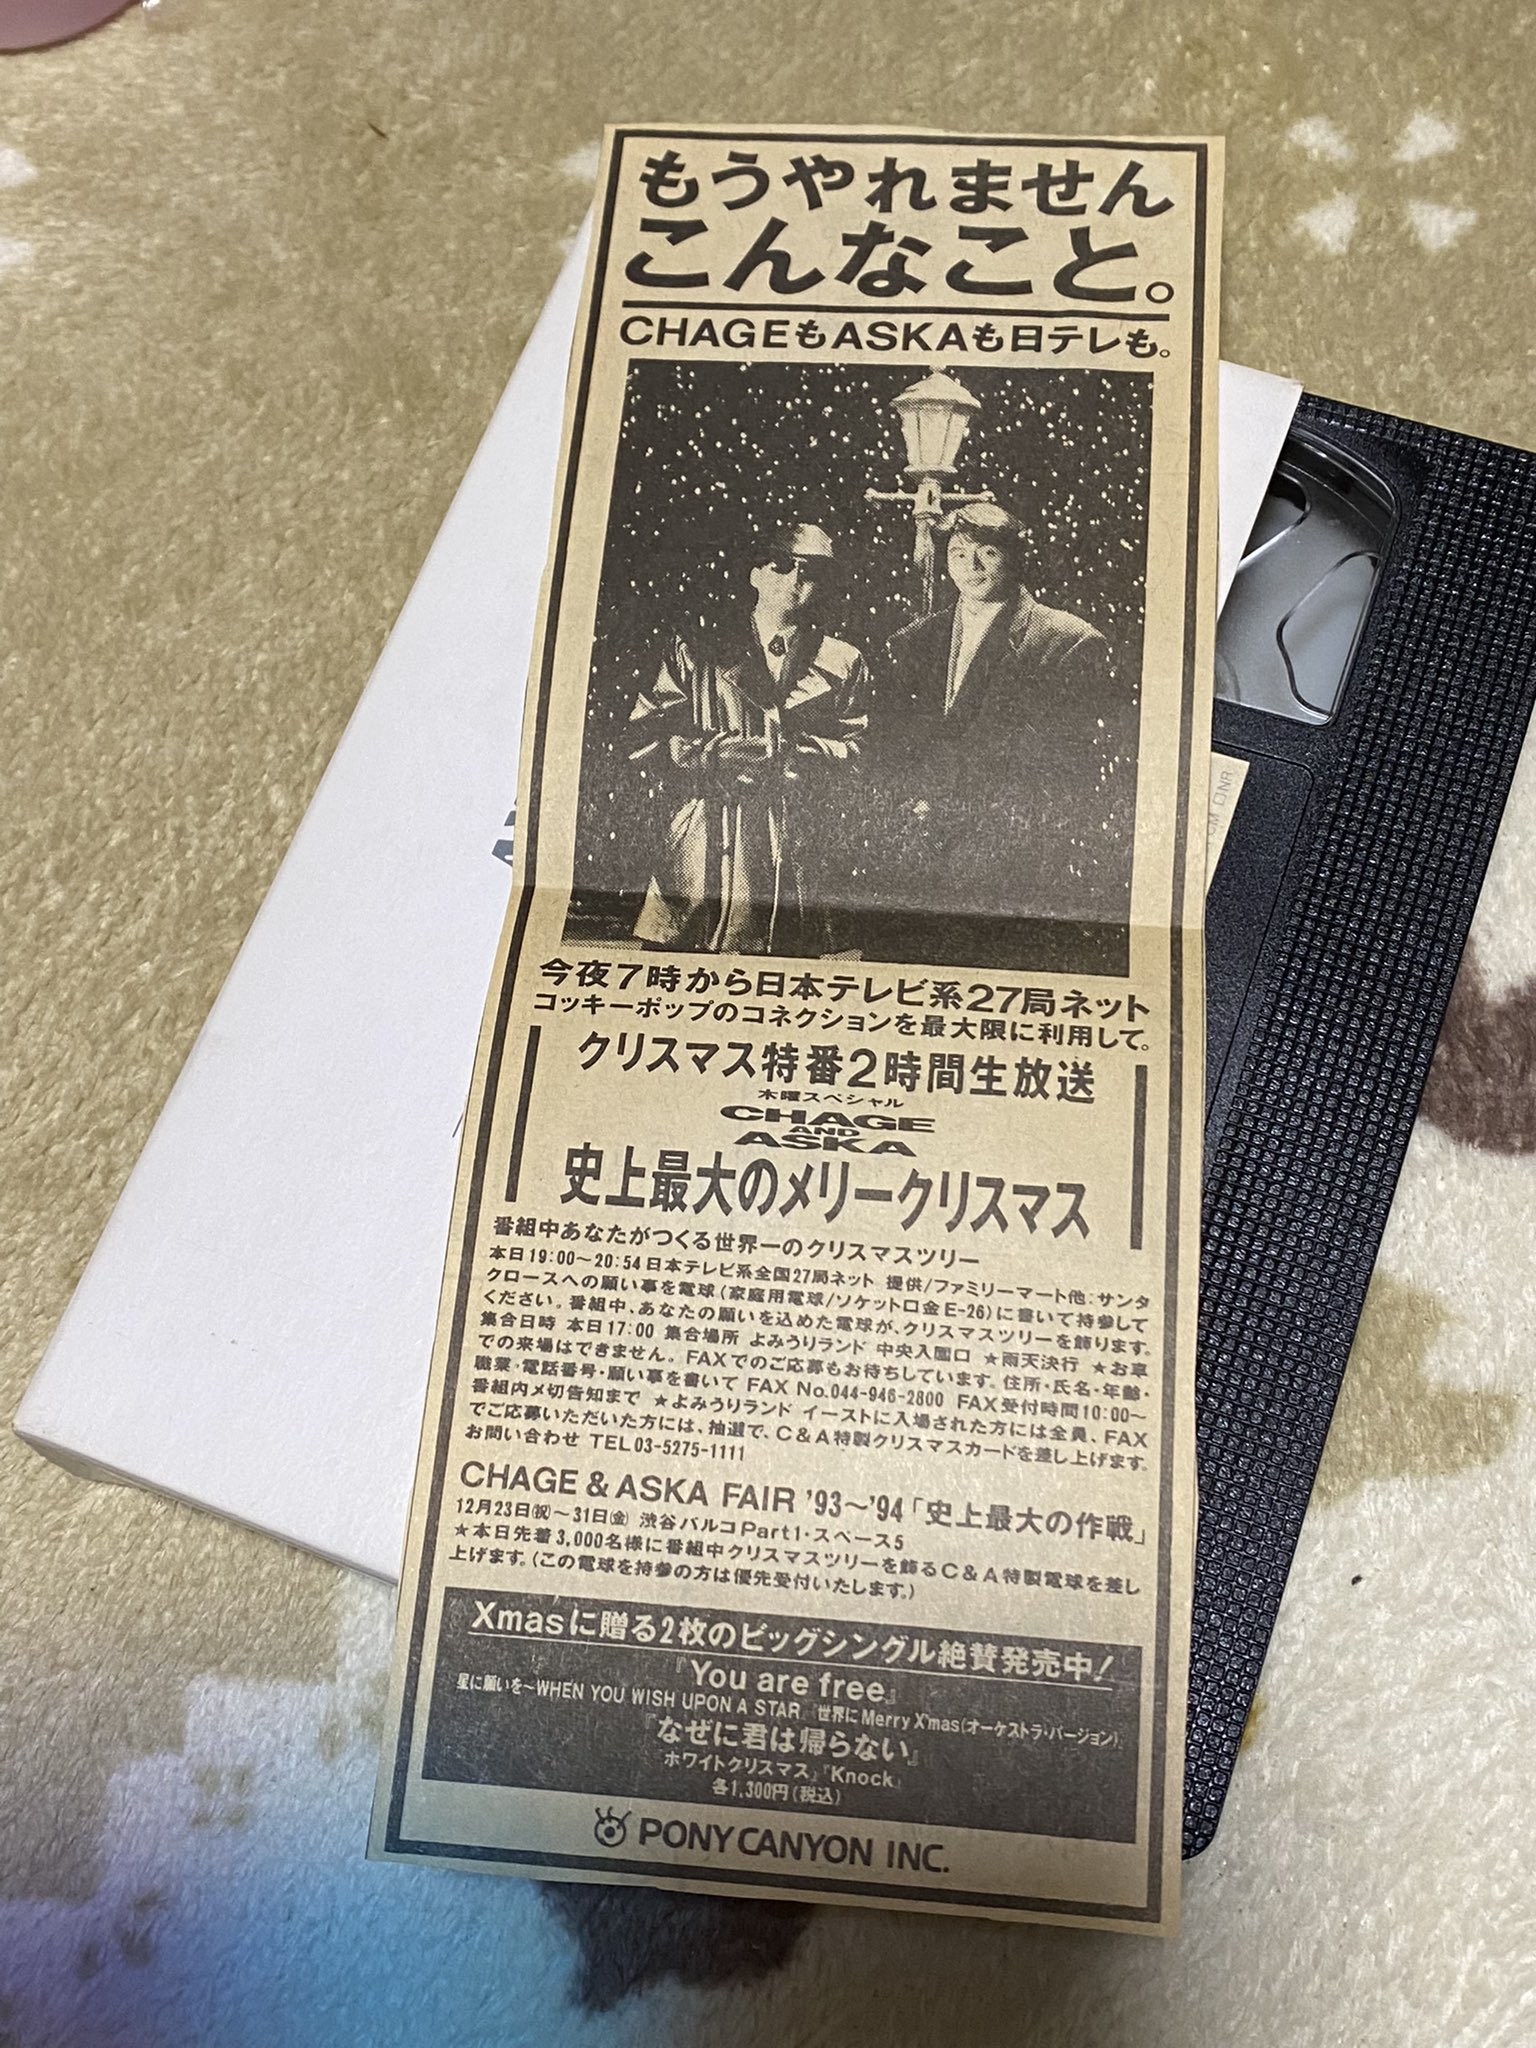 もうやれません
こんなこと。
CHAGEもASKAも日テレも。
今夜7時から日本テレビ系27局ネット
コッキーポップのコネクションを最大限に利用して。
クリスマス特番2時間生放送
木曜スペシャル
CHAGE
AND
ASKA
史上最大のメリークリスマス
番組中あなたがつくる世界一のクリスマスツリー
本日19:00〜20:54日本テレビ系全国27局ネット 提供/ファミリーマート他:サンタ
クロースへの願い事を電球(家庭用電球/ソケット口金E-26)に書いて持参して
ください。番組中、あなたの願いを込めた電球が、クリスマスツリーを飾ります。
集合日時 本日17:00 集合場所 よみうりランド 中央入園口 ★雨天決行 ★お車
での来場はできません。FAXでのご応募もお待ちしています。住所・氏名・年齢・
職業・電話番号・願い事を書いて FAX No.044-946-2800 FAX受付時間10:00〜
番組内〆切告知まで ★よみうりランド イーストに入場された方には全員、FAX
でご応募いただいた方には、抽選で、C&A特製クリスマスカードを差し上げます。
お問い合わせ TEL03-5275-1111
CHAGE & ASKA FAIR '93〜'94「史上最大の作戦」
12月23日㈷〜31日㈮ 渋谷パルコPart1・スペース5
★本日先着3,000名様に番組中クリスマスツリーを飾るC&A特製電球を差し
上げます。(この電球を持参の方は優先受付いたします。)
Xmasに贈る2枚のビッグシングル絶賛発売中!
『You are free』
星に願いを〜WHEN YOU WISH UPON A STAR』『世界にMerry X'mas(オーケストラ・バージョン)』
『なぜに君は帰らない』
ホワイトクリスマス』『Knock』
各1,300円(税込)
PONY CANYON INC.